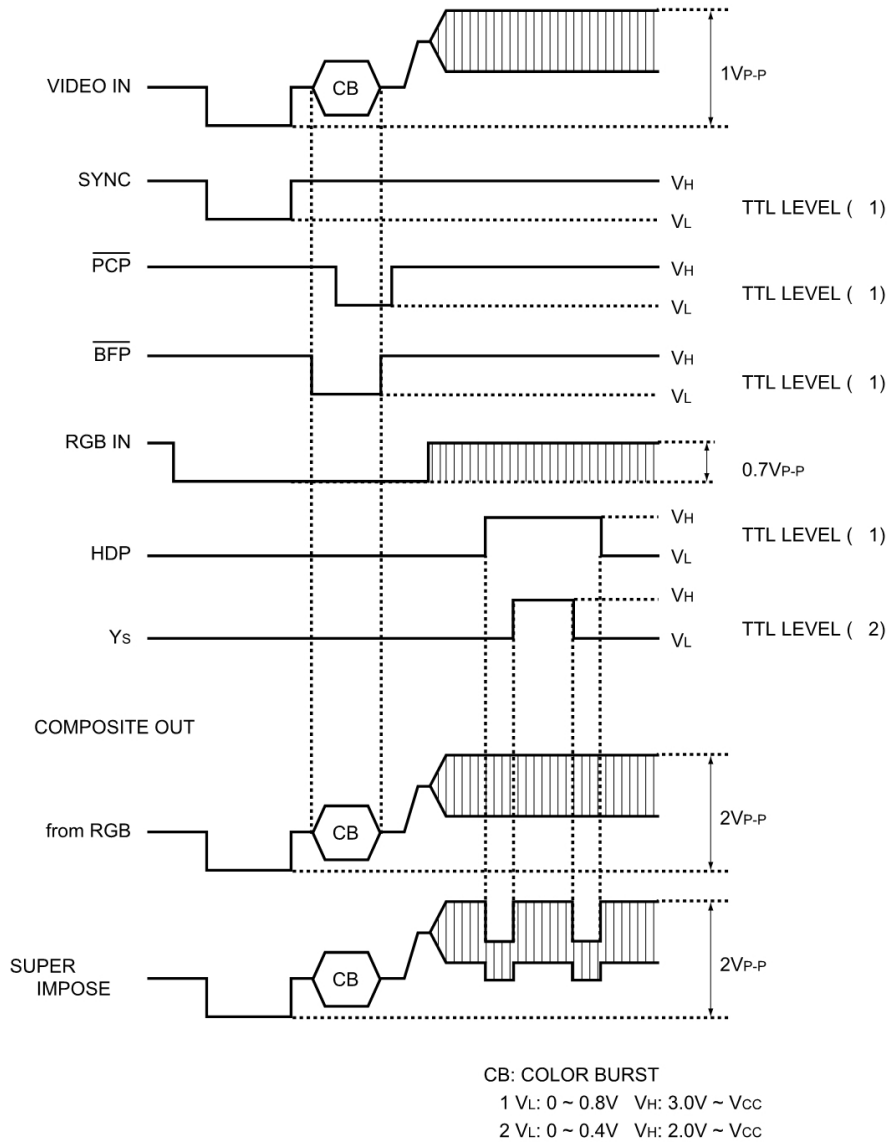 VIDEO IN
CB
1VP-P
SYNC
VH
VL
TTL LEVEL ( 1)
PCP
VH
VL
TTL LEVEL ( 1)
BFP
VH
VL
TTL LEVEL ( 1)
RGB IN
0.7VP-P
HDP
VH
VL
TTL LEVEL ( 1)
YS
VH
VL
TTL LEVEL ( 2)
COMPOSITE OUT
from RGB
CB
2VP-P
SUPER
IMPOSE
CB
2VP-P
CB: COLOR BURST
1 VL: 0 ~ 0.8V VH: 3.0V ~ VCC
2 VL: 0 ~ 0.4V VH: 2.0V ~ VCC